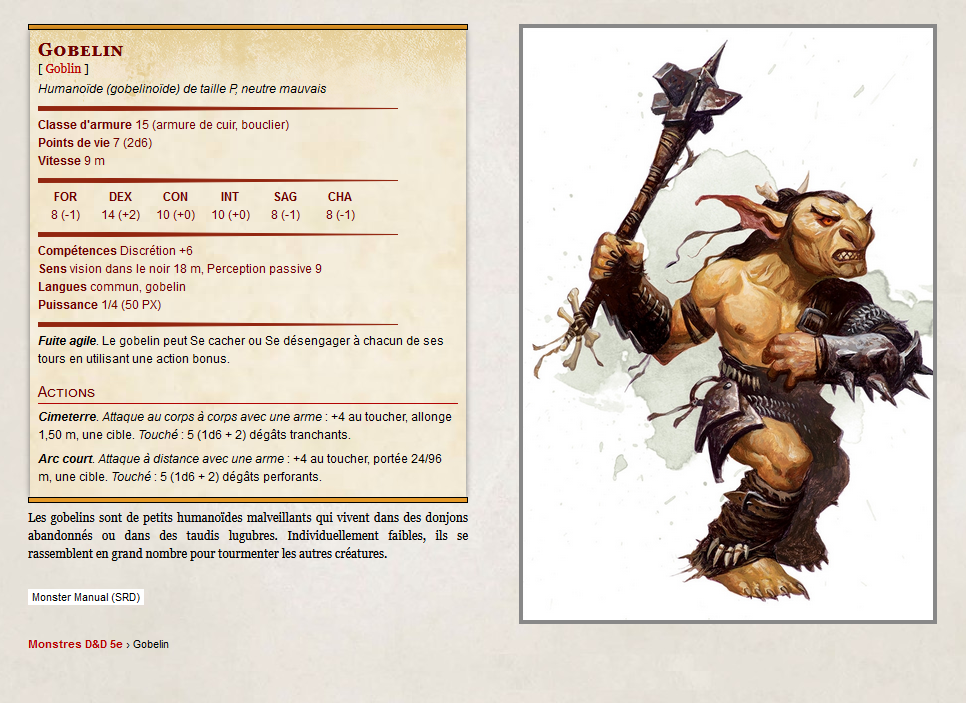 Gobelin
[ Goblin ]
Humanoïde (gobelinoïde) de taille P, neutre mauvais
Classe d'armure 15 (armure de cuir, bouclier)
Points de vie 7 (2d6)
Vitesse 9 m
FOR DEX CON INT SAG CHA
8 (-1) 14 (+2) 10 (+0) 10 (+0) 8 (-1) 8 (-1)
Compétences Discrétion +6
Sens vision dans le noir 18 m, Perception passive 9
Langues commun, gobelin
Puissance 1/4 (50 PX)
Fuite agile. Le gobelin peut Se cacher ou Se désengager à chacun de ses
tours en utilisant une action bonus.
Actions
Cimeterre. Attaque au corps à corps avec une arme : +4 au toucher, allonge
1,50 m, une cible. Touché : 5 (1d6 + 2) dégâts tranchants.
Arc court. Attaque à distance avec une arme : +4 au toucher, portée 24/96
m, une cible. Touché : 5 (1d6 + 2) dégâts perforants.
Les gobelins sont de petits humanoïdes malveillants qui vivent dans des donjons
abandonnés ou dans des taudis lugubres. Individuellement faibles, ils se
rassemblent en grand nombre pour tourmenter les autres créatures.
Monster Manual (SRD)
Monstres D&D 5e › Gobelin